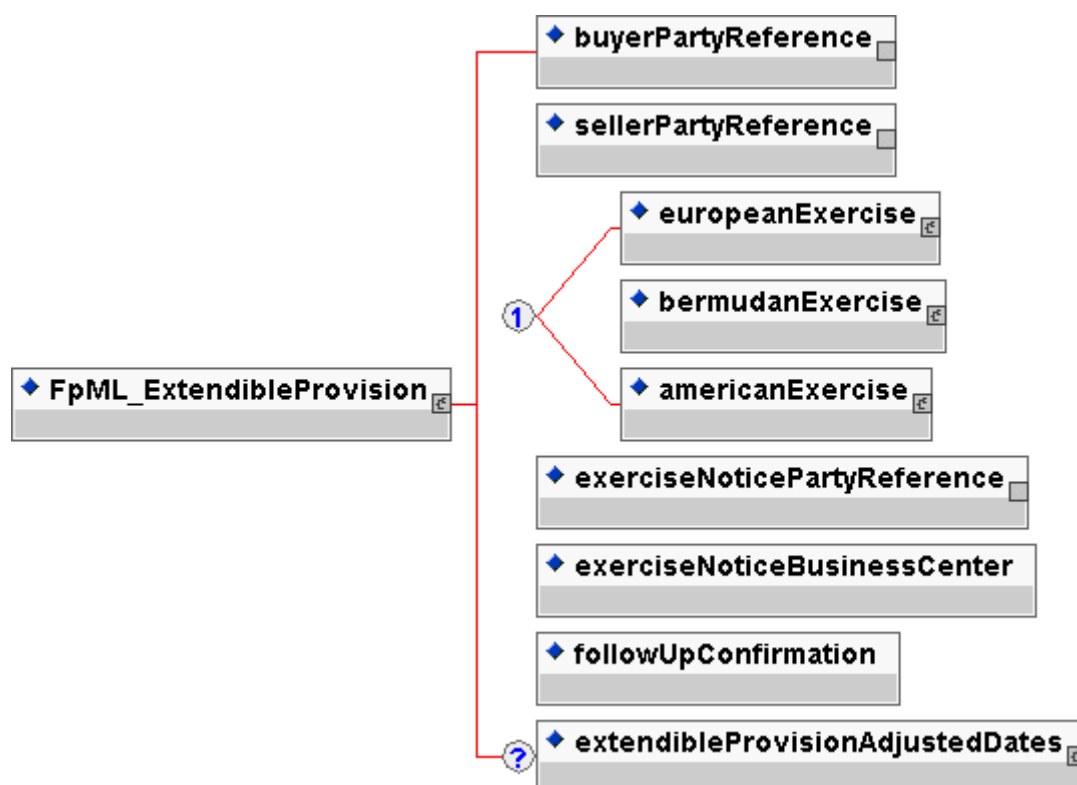 buyerPartyReference
sellerPartyReference
europeanExercise
1
bermudanExercise
FpML_ExtendibleProvision
americanExercise
exerciseNoticePartyReference
exerciseNoticeBusinessCenter
followUpConfirmation
?
extendibleProvisionAdjustedDates